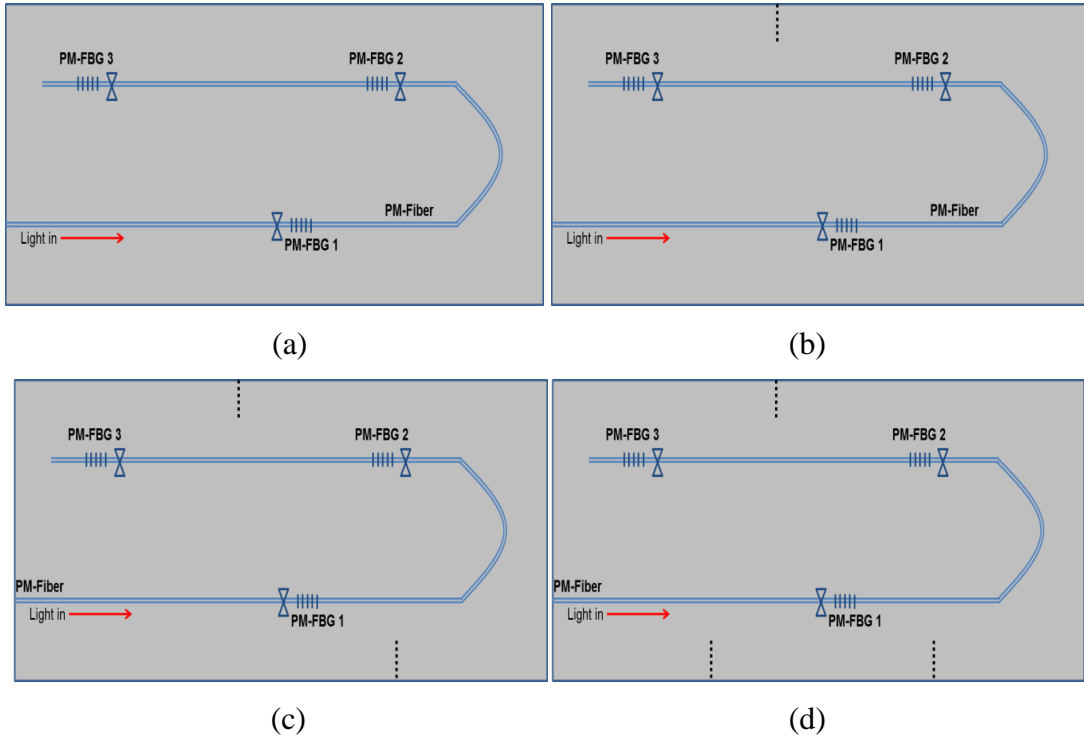 PM-FBG 3
PM-FBG 2
PM-Fiber
Light in
PM-FBG 1
(a)
PM-FBG 3
PM-FBG 2
PM-Fiber
Light in
PM-FBG 1
(b)
PM-FBG 3
PM-FBG 2
PM-Fiber
Light in
PM-FBG 1
(c)
PM-FBG 3
PM-FBG 2
PM-Fiber
Light in
PM-FBG 1
(d)